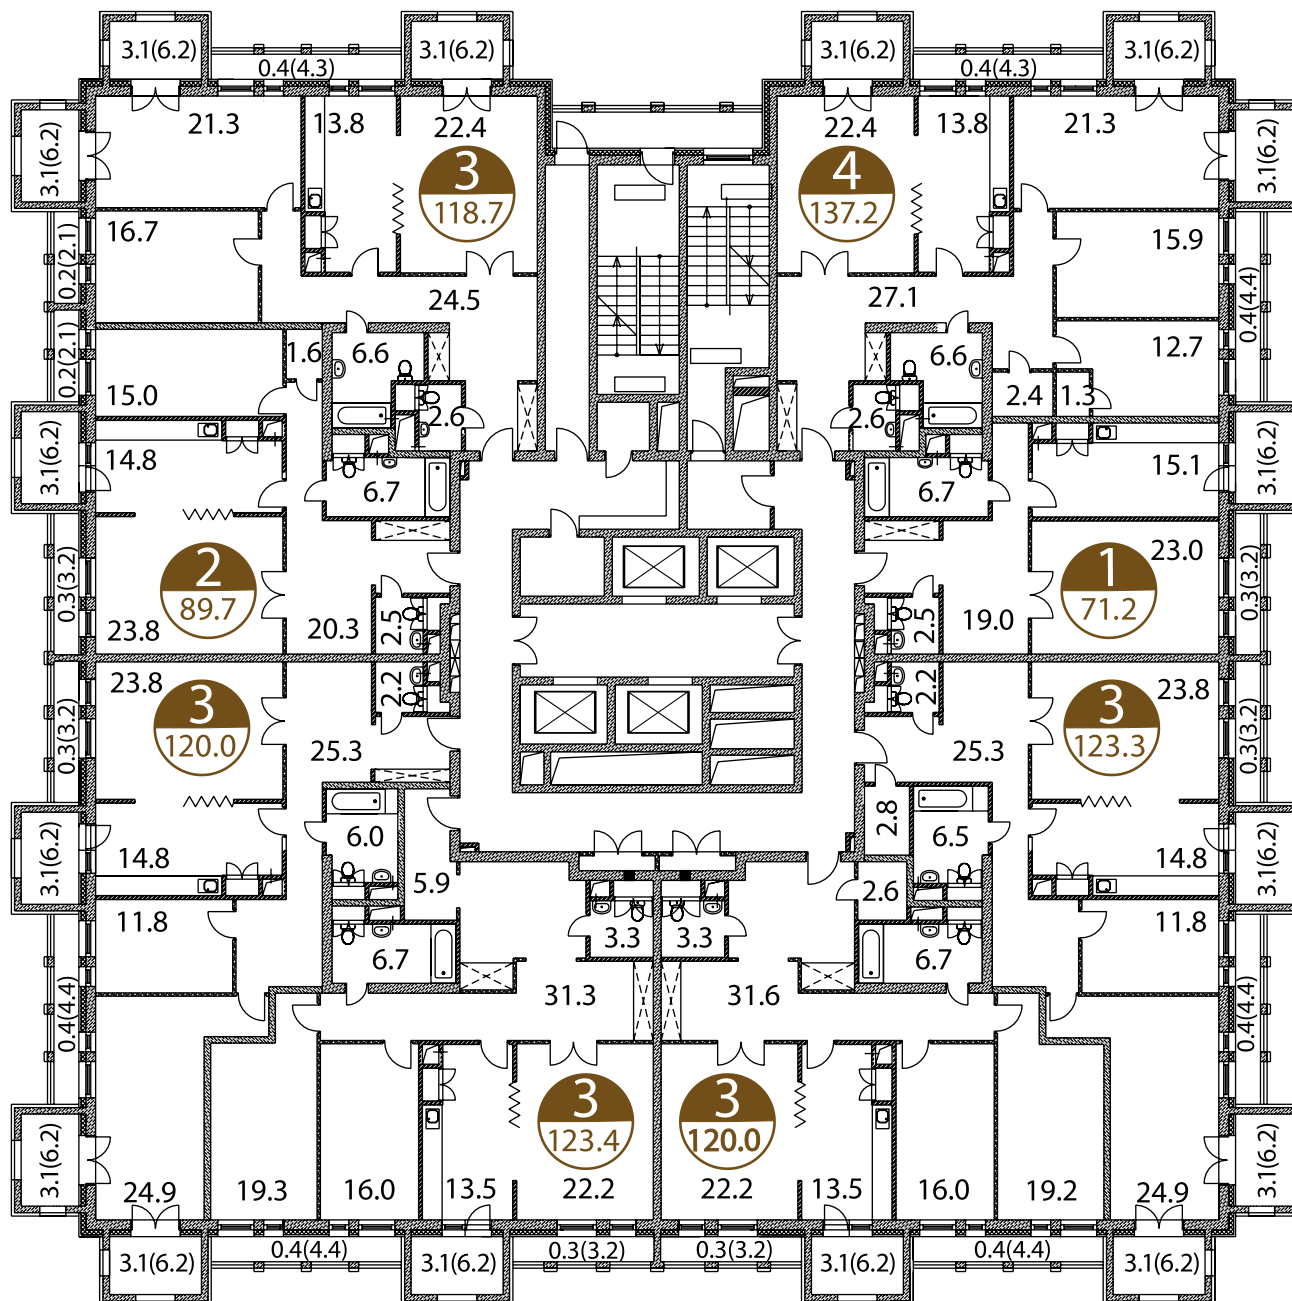 3.1(6.2) 3.1(6.2) 3.1(6.2) 3.1(6.2)
0.4(4.3) 0.4(4.3)
21.3 13.8 22.4 22.4 13.8 21.3
3.1(6.2) 3.1(6.2)
3 4
118.7 137.2
16.7 15.9
0.2(2.1) 0.4(4.4)
24.5 27.1
0.2(2.1) 1.6 6.6 6.6 12.7
15.0 2.6 2.6 2.4 1.3
3.1(6.2) 14.8 15.1 3.1(6.2)
6.7 6.7
0.3(3.2) 23.0 0.3(3.2)
2 1
89.7 71.2
23.8 20.3 2.5 2.5 19.0
23.8 2.2 2.2 23.8
3 3
0.3(3.2) 120.0 25.3 25.3 123.3 0.3(3.2)
2.8
3.1(6.2) 14.8 6.0 6.5 14.8 3.1(6.2)
5.9 2.6
11.8 3.3 3.3 11.8
6.7 6.7
31.3 31.6
0.4(4.4) 0.4(4.4)
3 3
123.4 120.0
3.1(6.2) 3.1(6.2)
24.9 19.3 16.0 13.5 22.2 22.2 13.5 16.0 19.2 24.9
0.4(4.4) 0.3(3.2) 0.3(3.2) 0.4(4.4)
3.1(6.2) 3.1(6.2) 3.1(6.2) 3.1(6.2)